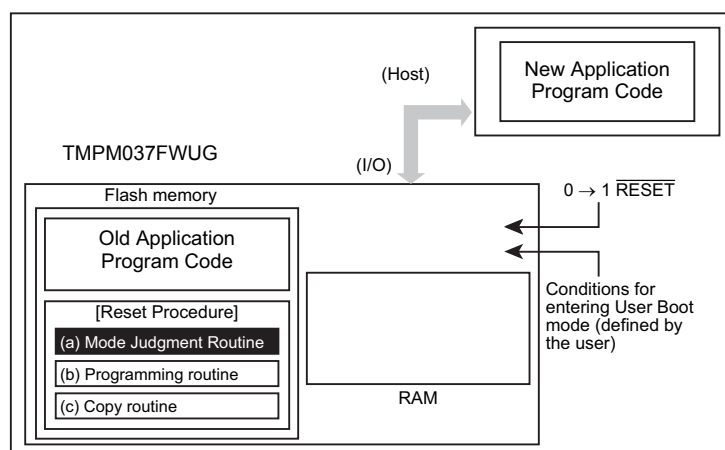 (Host)
New Application
Program Code
TMPM037FWUG
(I/O)
Flash memory
0 → 1 RESET
Old Application
Program Code
Conditions for
entering User Boot
mode (defined by
the user)
[Reset Procedure]
(a) Mode Judgment Routine
(b) Programming routine
(c) Copy routine
RAM